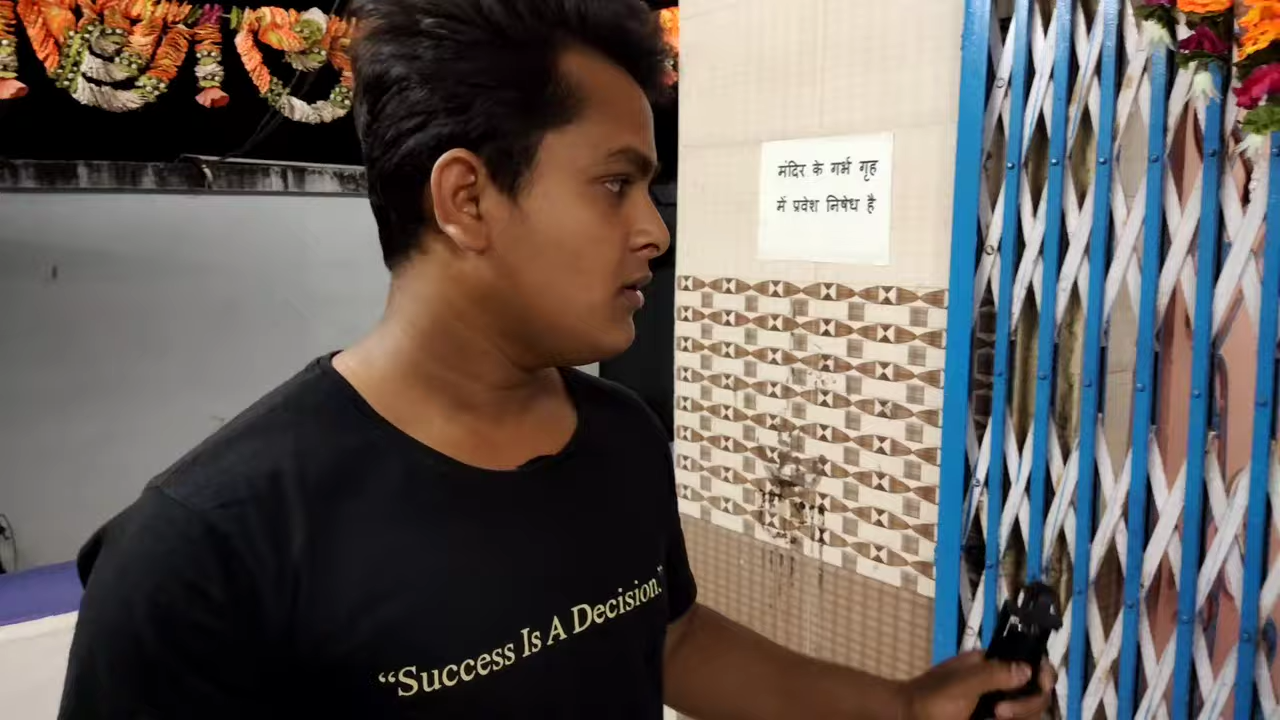 मंदिर के गर्भ गृह
में प्रवेश निषेध है
“Success Is A Decision.”